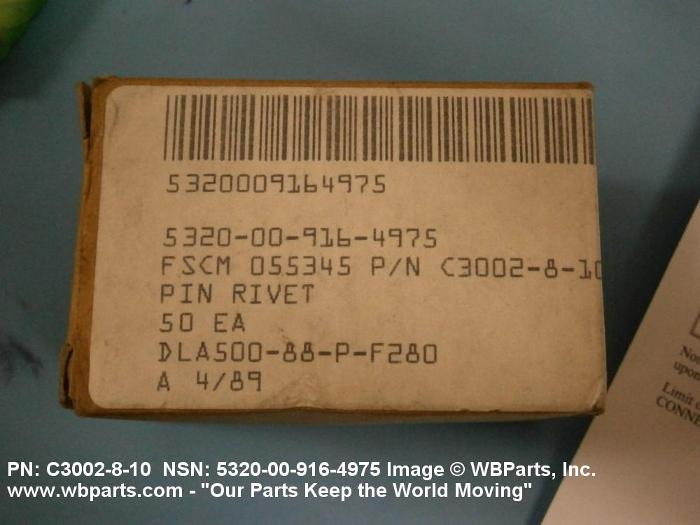 5320009164975
5320-00-916-4975
FSCM 055345 P/N C3002-8-10
PIN RIVET
50 EA
DLA500-88-P-F280
A 4/89
upon
Limit
PN: C3002-8-10 NSN: 5320-00-916-4975 Image © WBParts, Inc.
www.wbparts.com - "Our Parts Keep the World Moving"